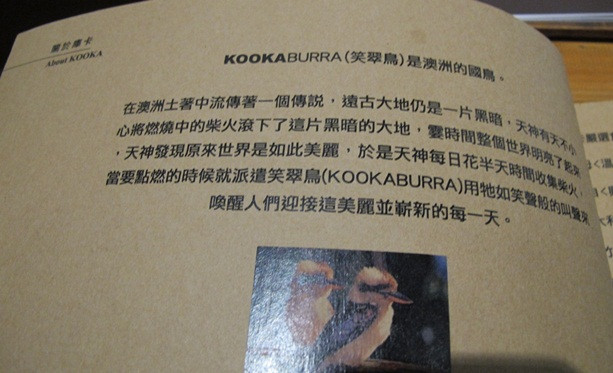 關於庫卡
About KOOKA
KOOKABURRA(笑翠鳥)是澳洲的國鳥。
在澳洲土著中流傳著一個傳說，遠古大地仍是一片黑暗，天神有天不小
心將燃燒中的柴火滾下了這片黑暗的大地，霎時間整個世界明亮了起來
，天神發現原來世界是如此美麗，於是天神每日花半天時間收集柴火，
當要點燃的時候就派遣笑翠鳥(KOOKABURRA)用牠如笑聲般的叫聲來
喚醒人們迎接這美麗並嶄新的每一天。